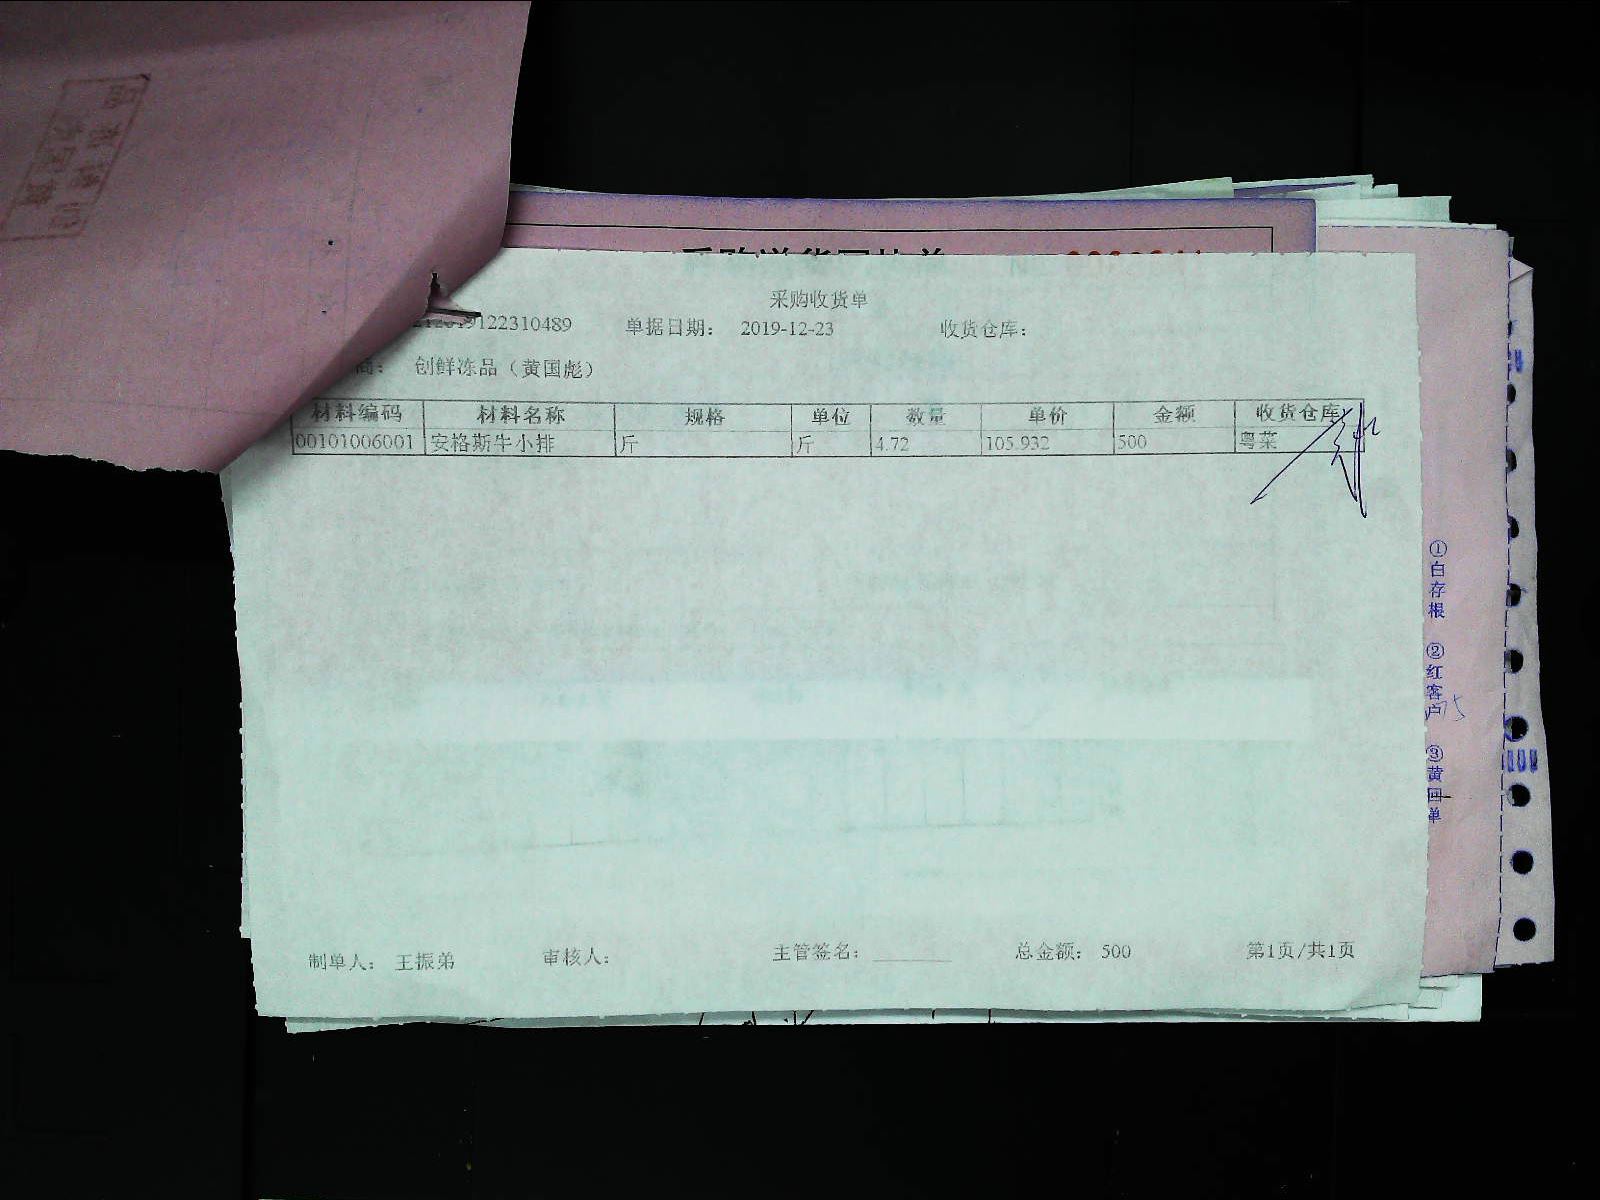 采购收货单
122310489 单据日期： 2019-12-23 收货仓库：
商： 创鲜冻品（黄国彪）
材料编码 材料名称 规格 单位 数量 单价 金额 收货仓库
00101006001 安格斯牛小排 斤 斤 4.72 105.932 500 粤菜
①白存根 ②红客户 ③黄回单
制单人： 王振弟 审核人： 主管签名： 总金额： 500 第1页/共1页